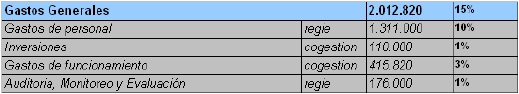 Gastos Generales 2.012.820 15%
Gastos de personal regie 1.311.000 10%
Inversiones cogestion 110.000 1%
Gastos de funcionamiento cogestion 415.820 3%
Auditoria, Monitoreo y Evaluación regie 176.000 1%